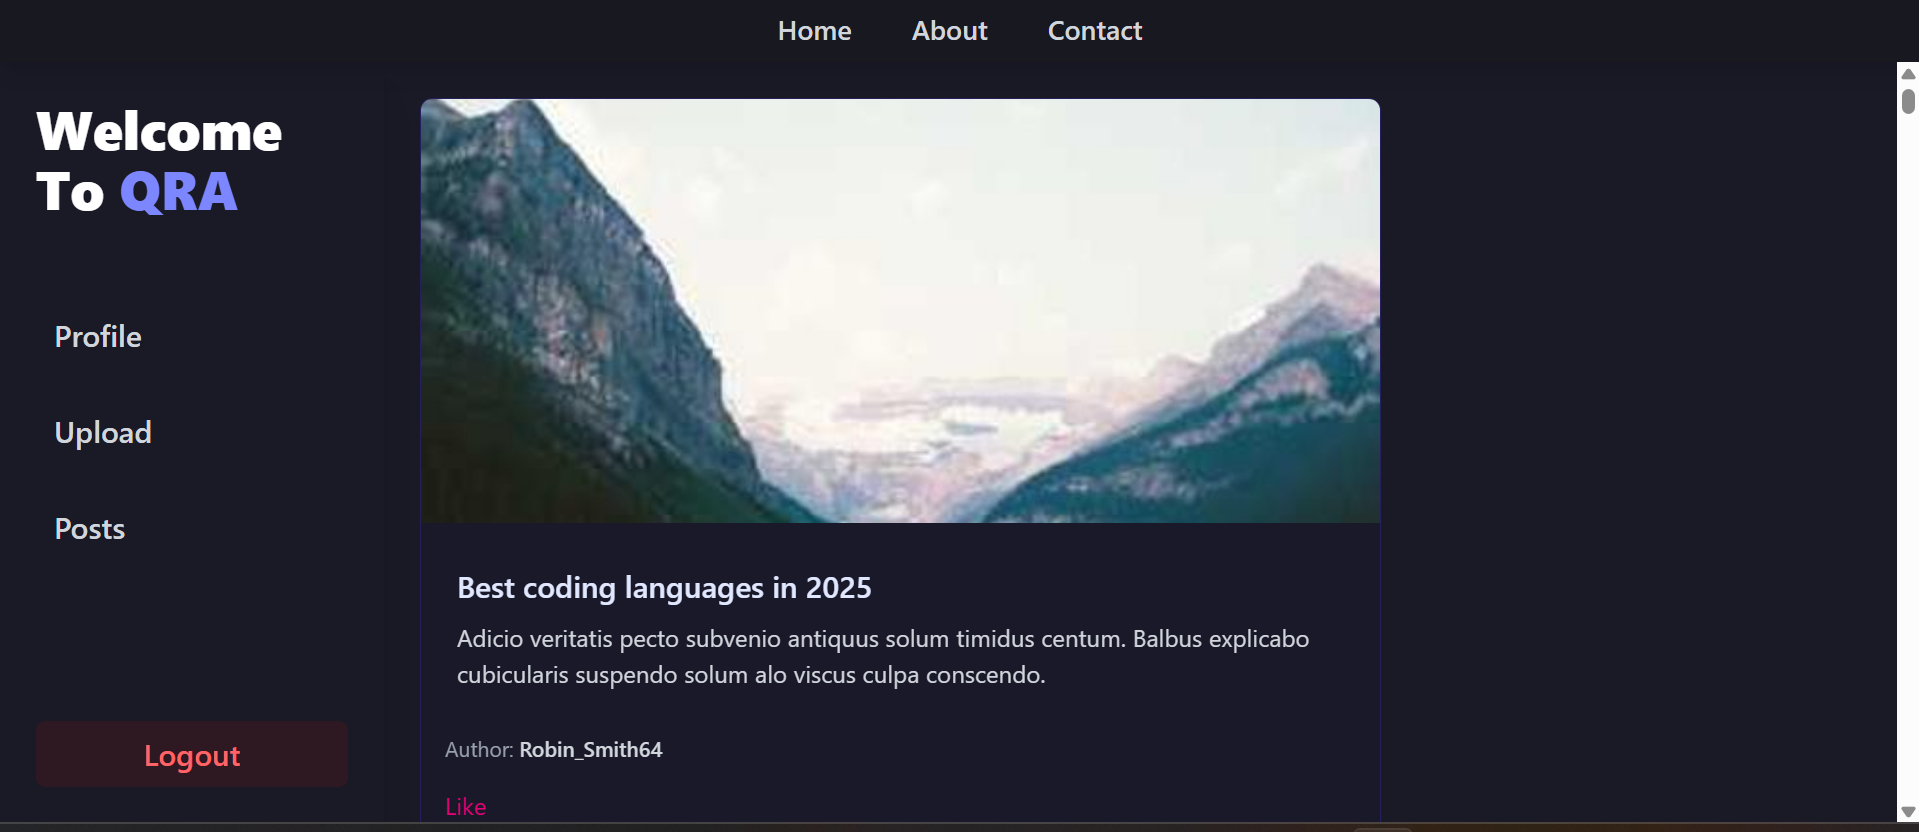 Home About Contact
Welcome
To QRA
Profile
Upload
Posts
Logout
Best coding languages in 2025
Adicio veritatis pecto subvenio antiquus solum timidus centum. Balbus explicabo
cubicularis suspendo solum alo viscus culpa conscendo.
Author: Robin_Smith64
Like